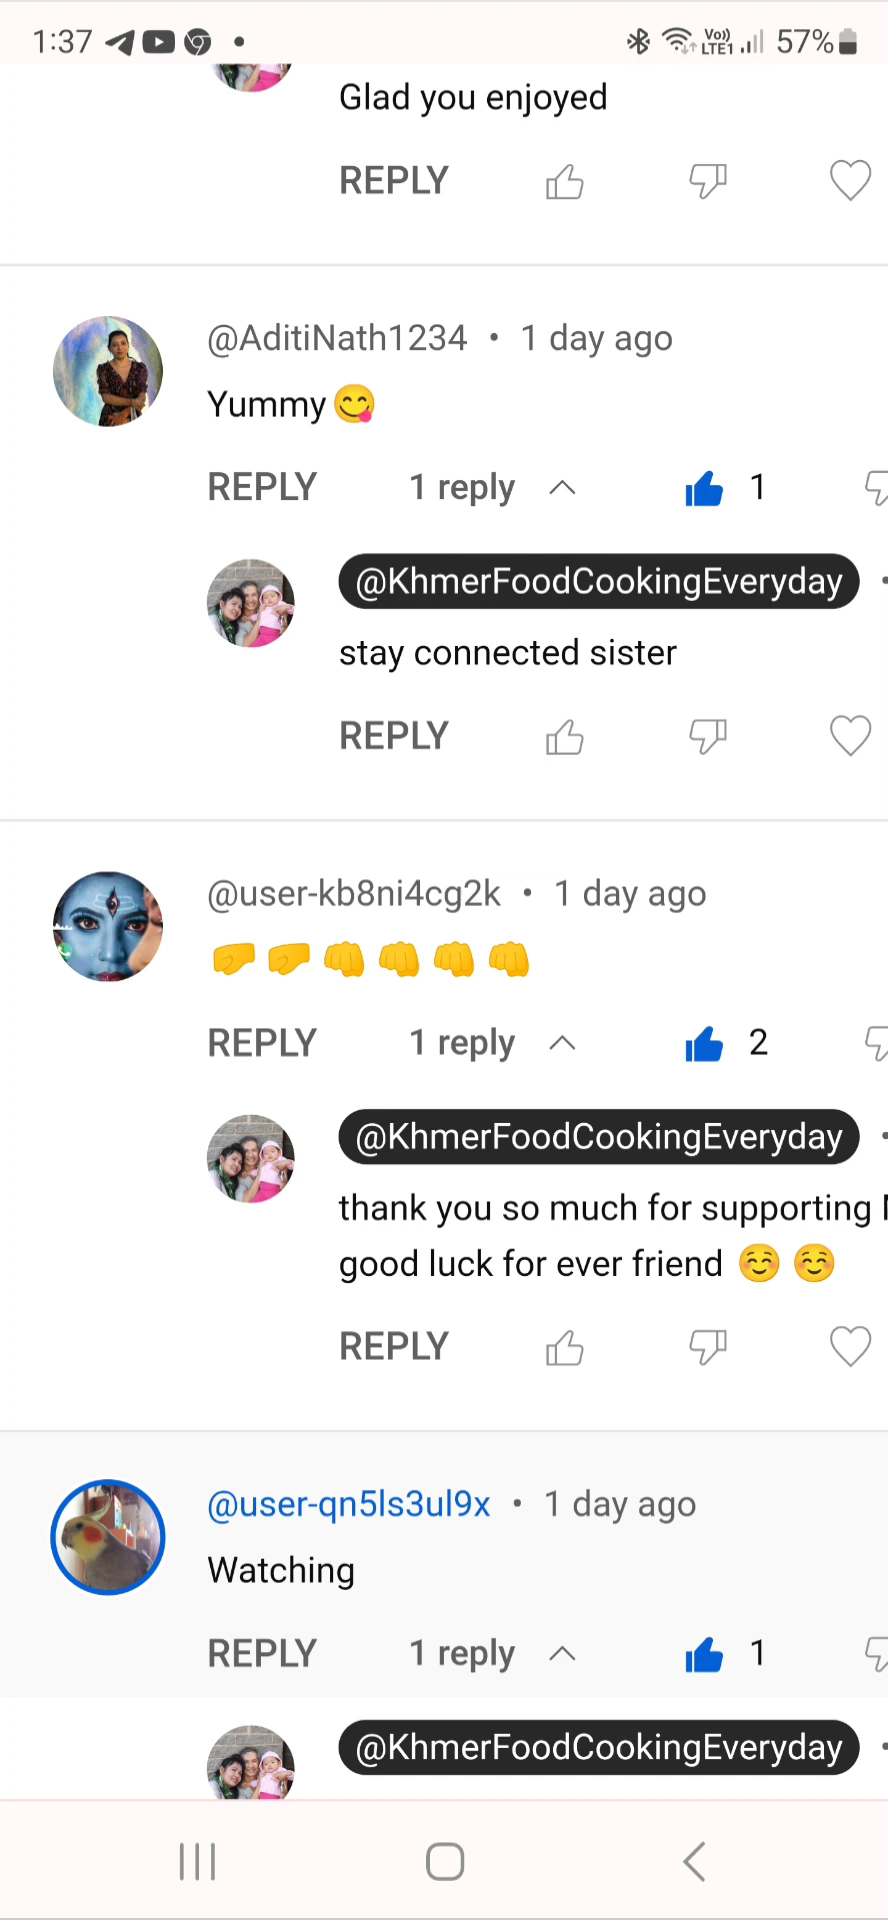 1:37
Vo))
LTE1
57%
Glad you enjoyed
REPLY
@AditiNath1234 • 1 day ago
Yummy😋
REPLY 1 reply 1
@KhmerFoodCookingEveryday
stay connected sister
REPLY
@user-kb8ni4cg2k • 1 day ago
🤛🤛👊👊👊👊
REPLY 1 reply 2
@KhmerFoodCookingEveryday
thank you so much for supporting
good luck for ever friend ☺️☺️
REPLY
@user-qn5ls3ul9x • 1 day ago
Watching
REPLY 1 reply 1
@KhmerFoodCookingEveryday